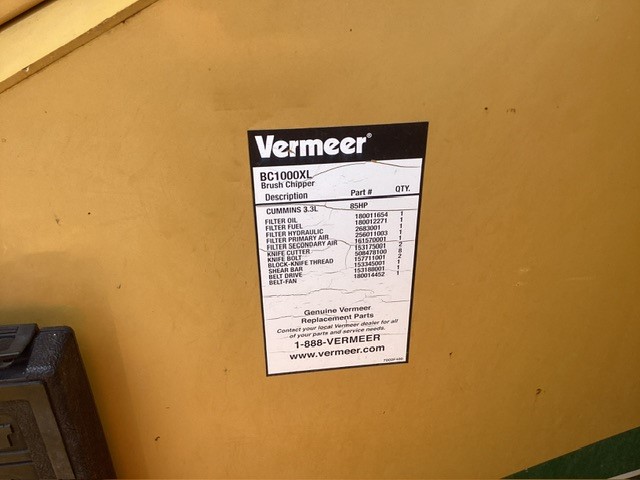 Vermeer®
BC1000XL
Brush Chipper
Description Part # QTY.
CUMMINS 3.3L 85HP
FILTER OIL 180011654 1
FILTER FUEL 180012271 1
FILTER HYDRAULIC 2683001 1
FILTER PRIMARY AIR 256011003 1
FILTER SECONDARY AIR 161570001 1
KNIFE CUTTER 153175001 2
KNIFE BOLT 508478100 8
BLOCK-KNIFE THREAD 157711001 2
SHEAR BAR 153345001 1
BELT DRIVE 153188001 1
BELT-FAN 180014452 1
Genuine Vermeer
Replacement Parts
Contact your local Vermeer dealer for all
of your parts and service needs.
1-888-VERMEER
www.vermeer.com